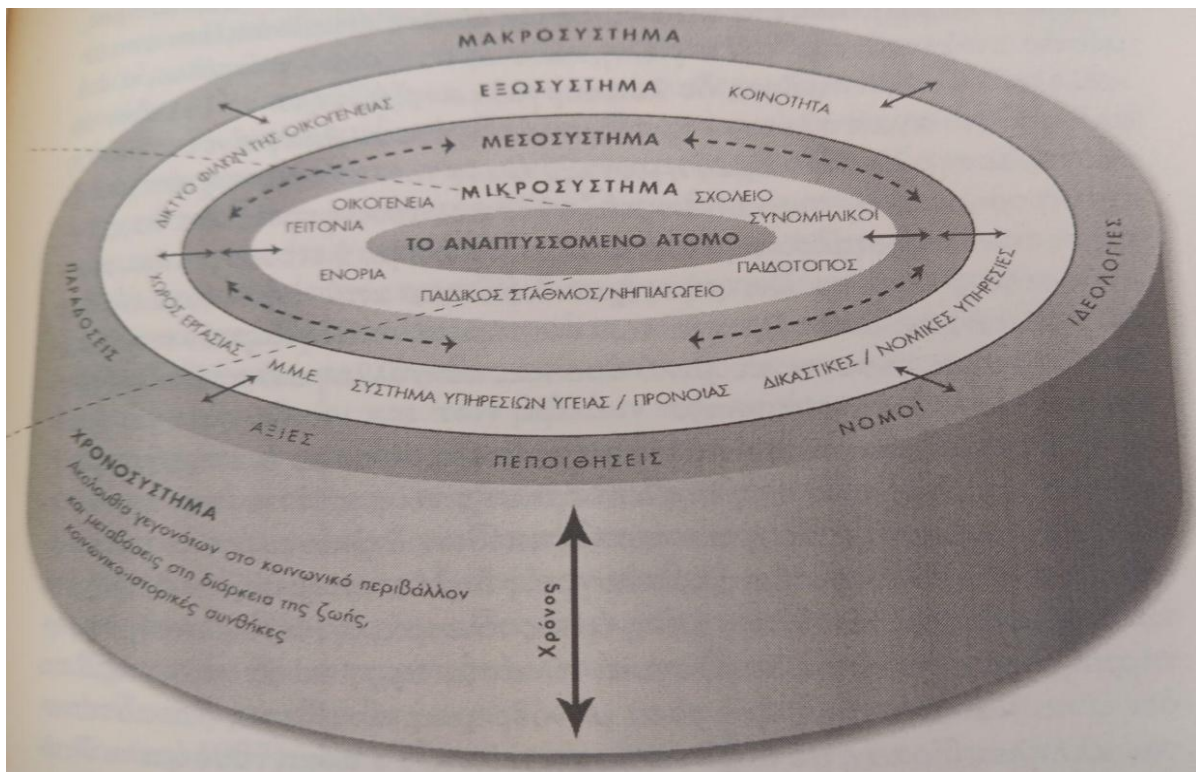 ΜΑΚΡΟΣΥΣΤΗΜΑ
ΕΞΩΣΥΣΤΗΜΑ
ΚΟΙΝΟΤΗΤΑ
ΔΙΚΤΥΟ ΦΙΛΩΝ ΤΗΣ ΟΙΚΟΓΕΝΕΙΑΣ
ΜΕΣΟΣΥΣΤΗΜΑ
ΜΙΚΡΟΣΥΣΤΗΜΑ
ΟΙΚΟΓΕΝΕΙΑ
ΣΧΟΛΕΙΟ
ΓΕΙΤΟΝΙΑ
ΣΥΝΟΜΗΛΙΚΟΙ
ΤΟ ΑΝΑΠΤΥΣΣΟΜΕΝΟ ΑΤΟΜΟ
ΕΝΟΡΙΑ
ΠΑΙΔΟΤΟΠΟΣ
ΠΑΙΔΙΚΟΣ ΣΤΑΘΜΟΣ/ΝΗΠΙΑΓΩΓΕΙΟ
ΠΑΡΑΔΟΣΕΙΣ
ΧΩΡΟΣ ΕΡΓΑΣΙΑΣ
Μ.Μ.Ε.
ΣΥΣΤΗΜΑ ΥΠΗΡΕΣΙΩΝ ΥΓΕΙΑΣ / ΠΡΟΝΟΙΑΣ
ΔΙΚΑΣΤΙΚΕΣ / ΝΟΜΙΚΕΣ ΥΠΗΡΕΣΙΕΣ
ΙΔΕΟΛΟΓΙΕΣ
ΑΞΙΕΣ
ΠΕΠΟΙΘΗΣΕΙΣ
ΝΟΜΟΙ
ΧΡΟΝΟΣΥΣΤΗΜΑ
Ακολουθία γεγονότων στο κοινωνικό περιβάλλον
και μεταβάσεις στη διάρκεια της ζωής,
κοινωνικο-ιστορικές συνθήκες
Χρόνος